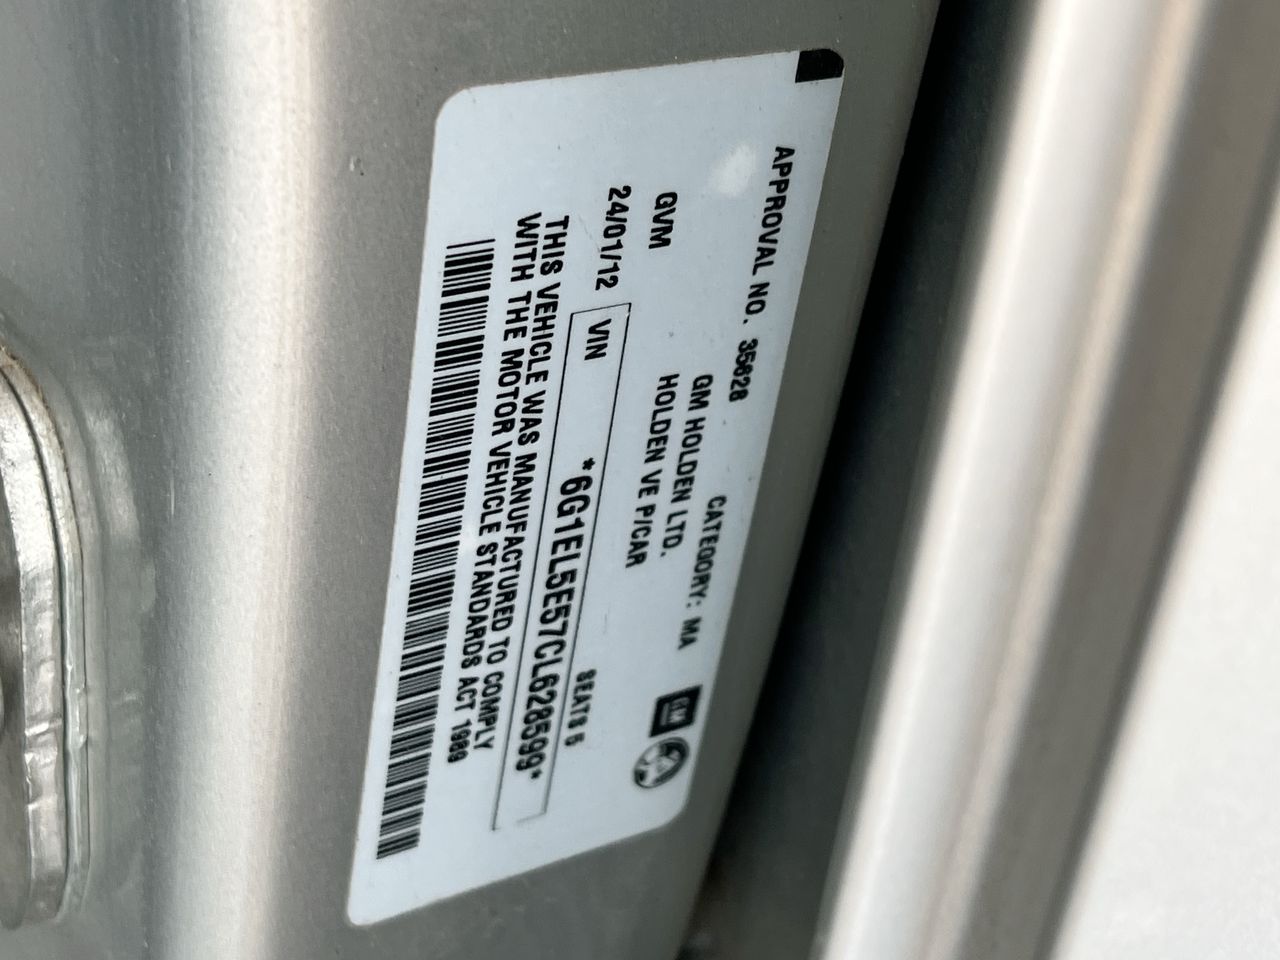 APPROVAL NO. 35628 CATEGORY: MA
GM HOLDEN LTD.
GVM HOLDEN VE P/CAR
24/01/12 SEATS 5
VIN *6G1EL5E57CL628599*
THIS VEHICLE WAS MANUFACTURED TO COMPLY
WITH THE MOTOR VEHICLE STANDARDS ACT 1989
GM